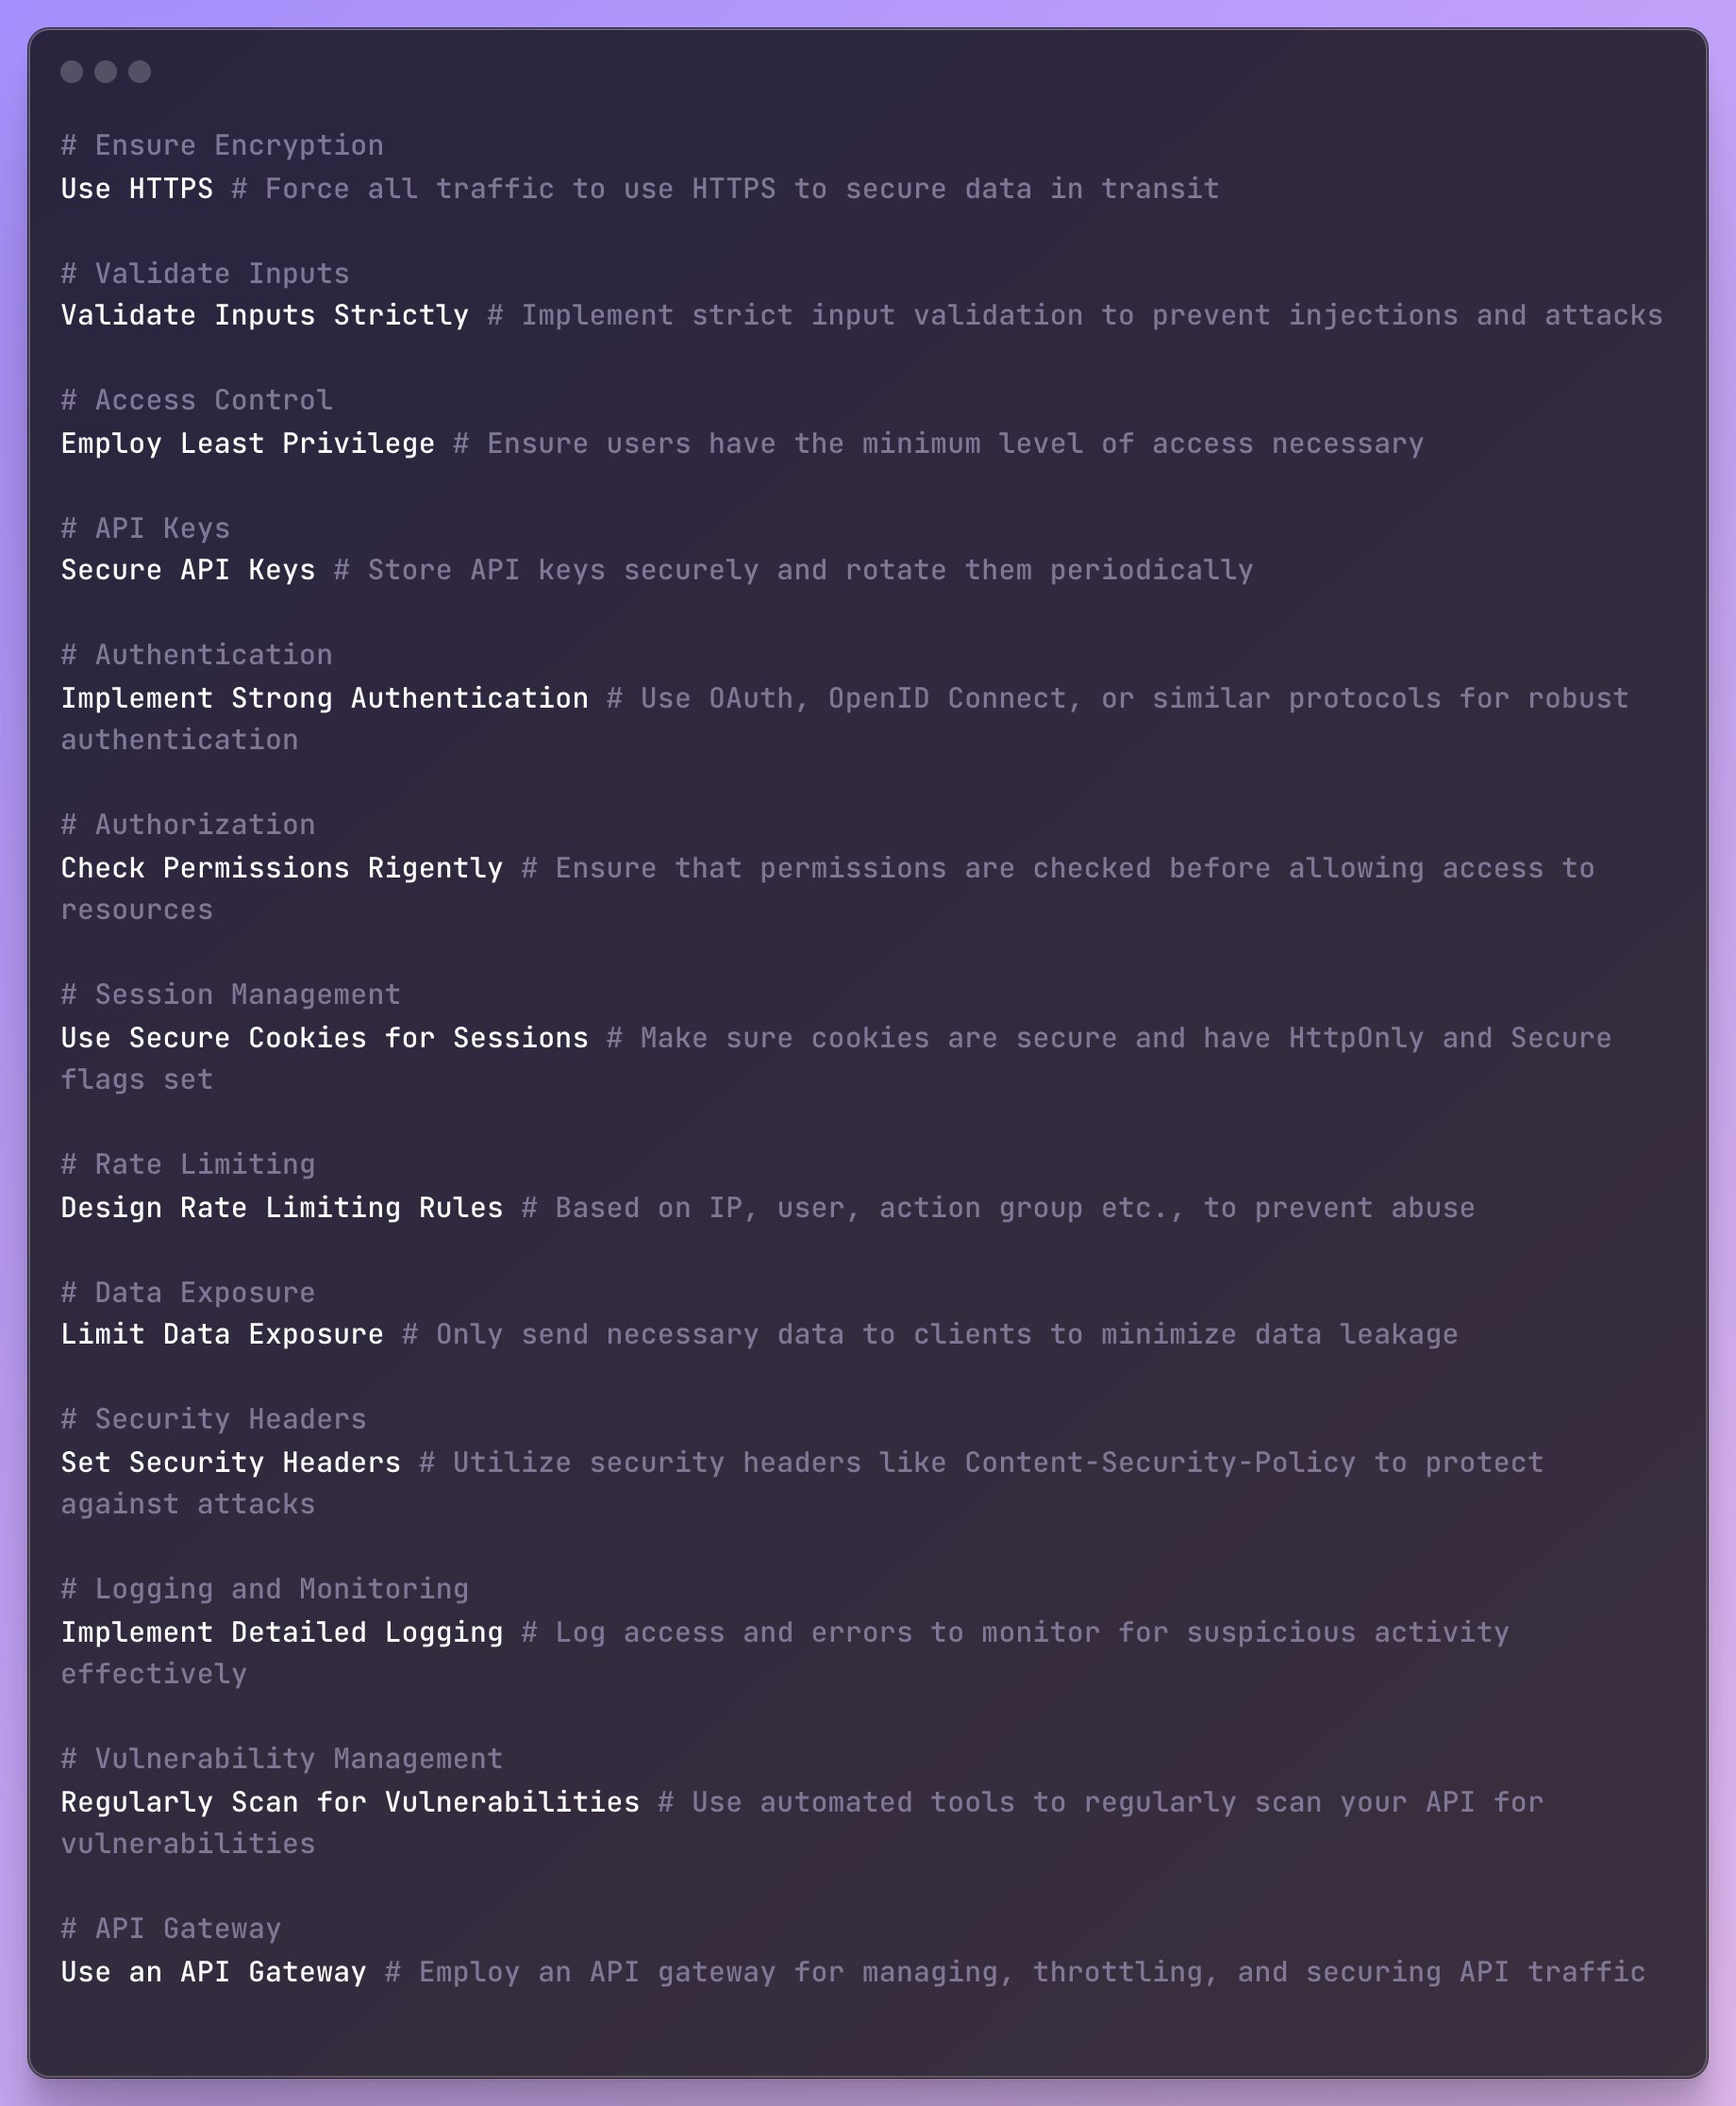 # Ensure Encryption
Use HTTPS # Force all traffic to use HTTPS to secure data in transit
# Validate Inputs
Validate Inputs Strictly # Implement strict input validation to prevent injections and attacks
# Access Control
Employ Least Privilege # Ensure users have the minimum level of access necessary
# API Keys
Secure API Keys # Store API keys securely and rotate them periodically
# Authentication
Implement Strong Authentication # Use OAuth, OpenID Connect, or similar protocols for robust
authentication
# Authorization
Check Permissions Rigently # Ensure that permissions are checked before allowing access to
resources
# Session Management
Use Secure Cookies for Sessions # Make sure cookies are secure and have HttpOnly and Secure
flags set
# Rate Limiting
Design Rate Limiting Rules # Based on IP, user, action group etc., to prevent abuse
# Data Exposure
Limit Data Exposure # Only send necessary data to clients to minimize data leakage
# Security Headers
Set Security Headers # Utilize security headers like Content-Security-Policy to protect
against attacks
# Logging and Monitoring
Implement Detailed Logging # Log access and errors to monitor for suspicious activity
effectively
# Vulnerability Management
Regularly Scan for Vulnerabilities # Use automated tools to regularly scan your API for
vulnerabilities
# API Gateway
Use an API Gateway # Employ an API gateway for managing, throttling, and securing API traffic